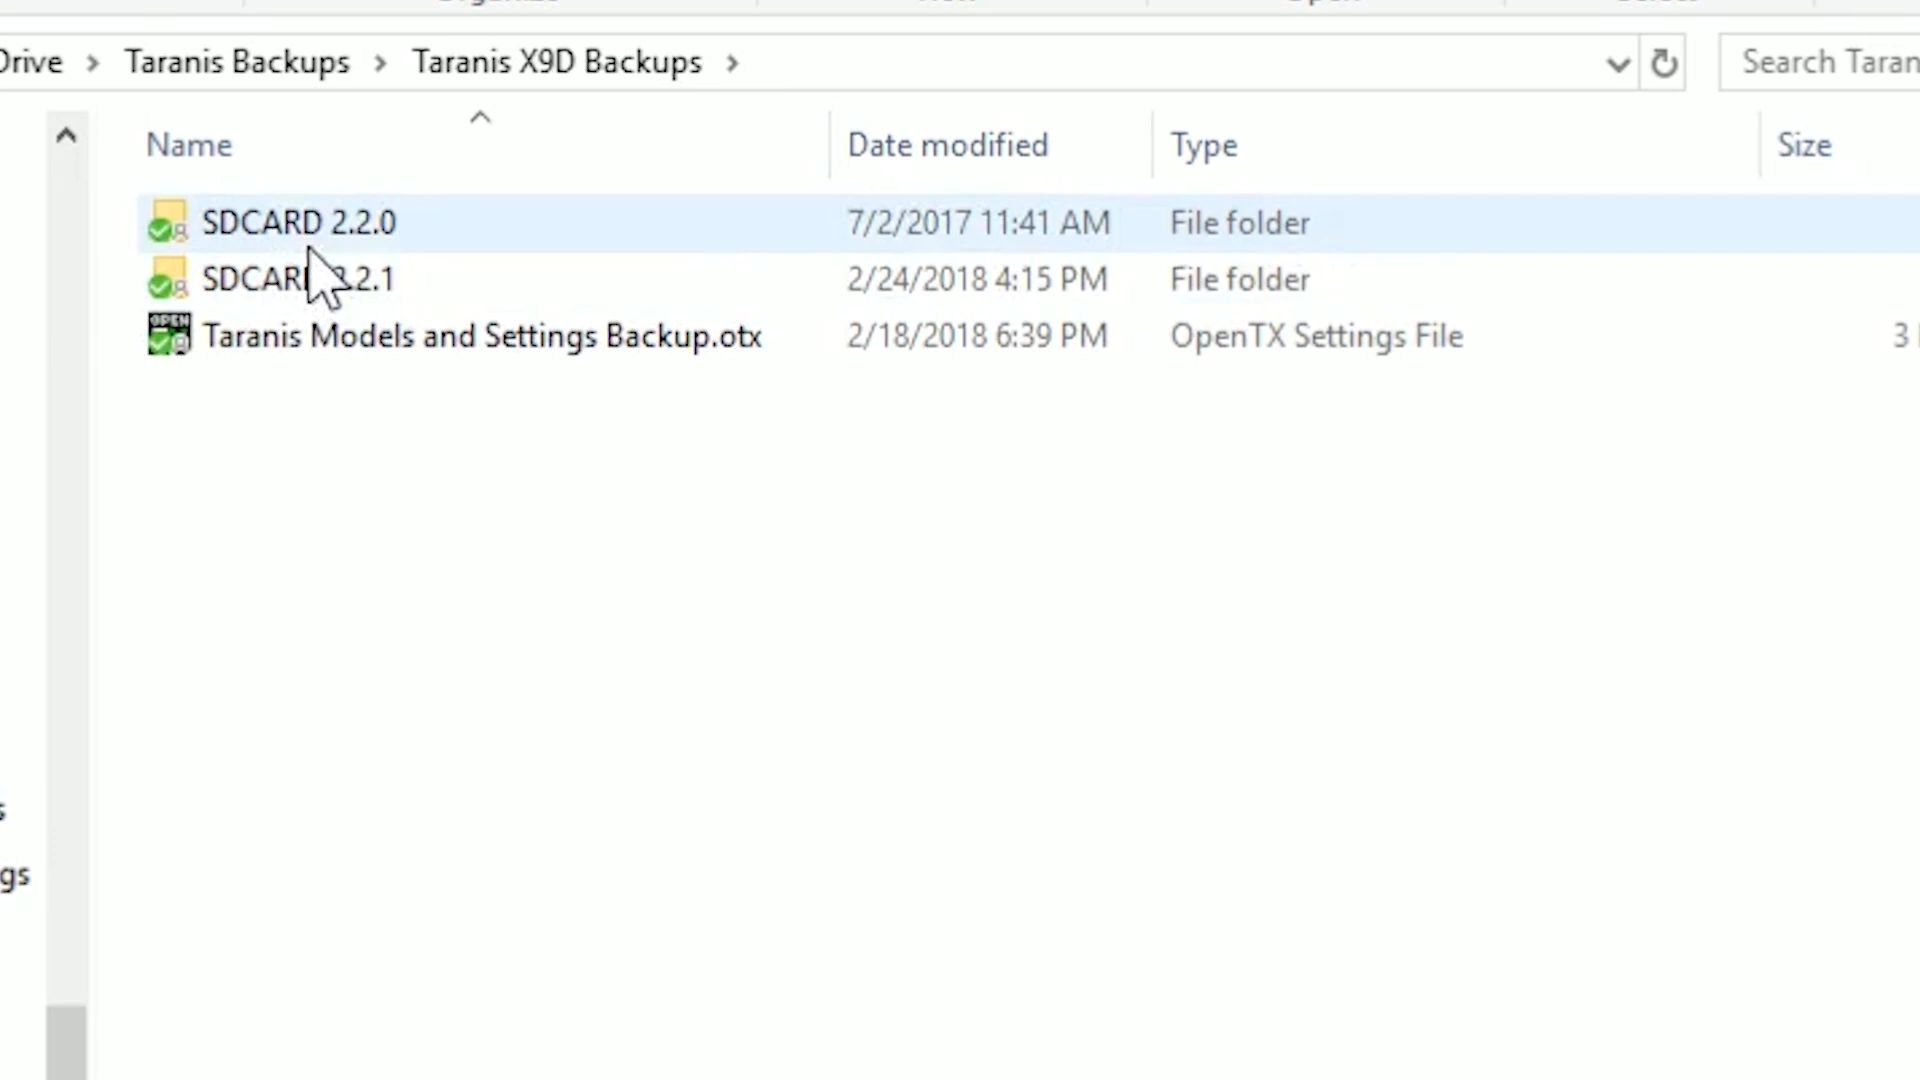 Drive > Taranis Backups > Taranis X9D Backups >
Search Taran
Name Date modified Type Size
SDCARD 2.2.0 7/2/2017 11:41 AM File folder
SDCARD 2.2.1 2/24/2018 4:15 PM File folder
OPEN Taranis Models and Settings Backup.otx 2/18/2018 6:39 PM OpenTX Settings File 3
s
gs